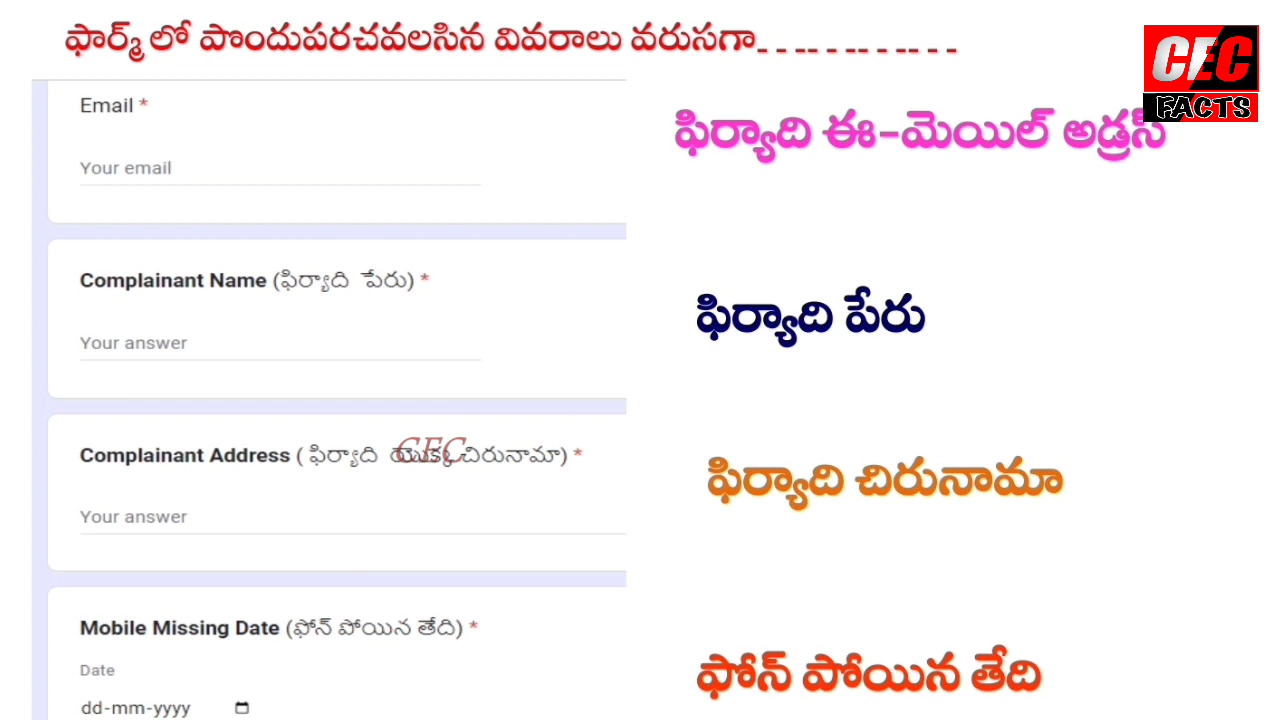 ఫార్మ్ లో పొందుపరచవలసిన వివరాలు వరుసగా- - -- - -- - -- - -
CEC
FACTS
Email *
Your email
ఫిర్యాది ఈ-మెయిల్ అడ్రస్
Complainant Name (ఫిర్యాది పేరు) *
Your answer
ఫిర్యాది పేరు
Complainant Address ( ఫిర్యాది యొక్క చిరునామా) *
CEC
Your answer
ఫిర్యాది చిరునామా
Mobile Missing Date (ఫోన్ పోయిన తేది) *
Date
dd-mm-yyyy
ఫోన్ పోయిన తేది